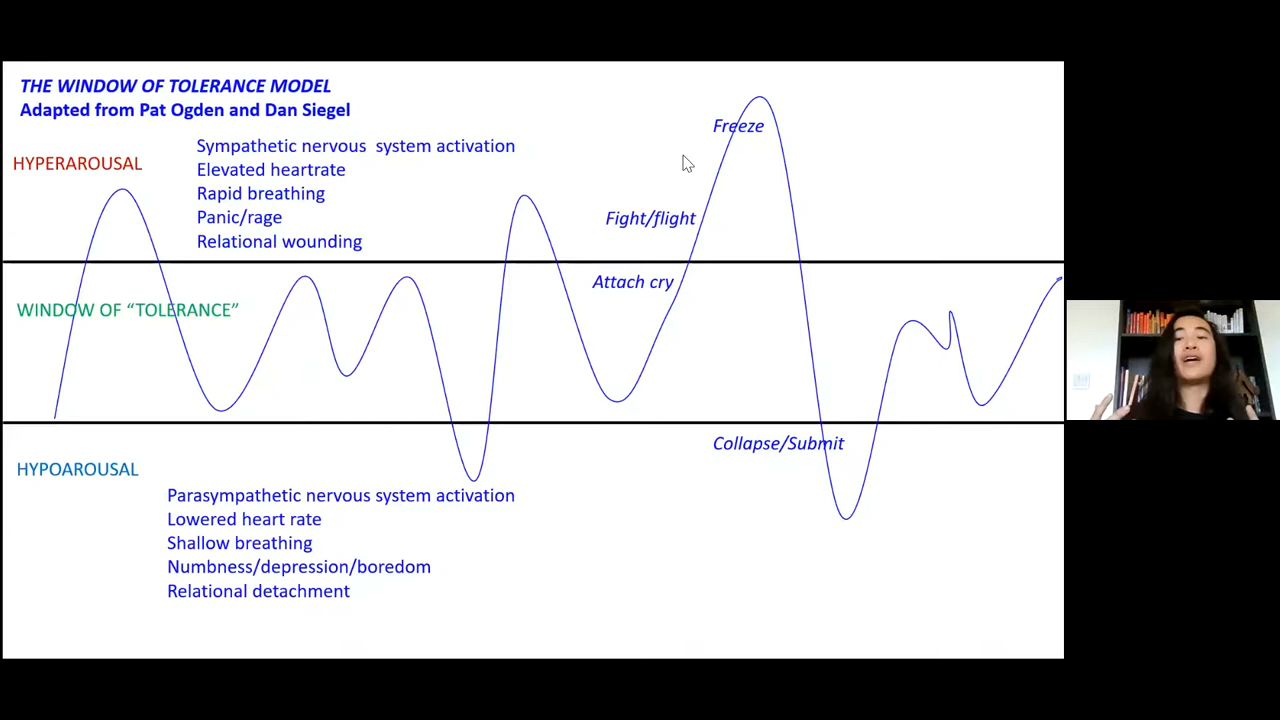 THE WINDOW OF TOLERANCE MODEL
Adapted from Pat Ogden and Dan Siegel
HYPERAROUSAL
Sympathetic nervous  system activation
Elevated heartrate
Rapid breathing
Panic/rage
Relational wounding
Freeze
Fight/flight
Attach cry
WINDOW OF “TOLERANCE”
Collapse/Submit
HYPOAROUSAL
Parasympathetic nervous system activation
Lowered heart rate
Shallow breathing
Numbness/depression/boredom
Relational detachment